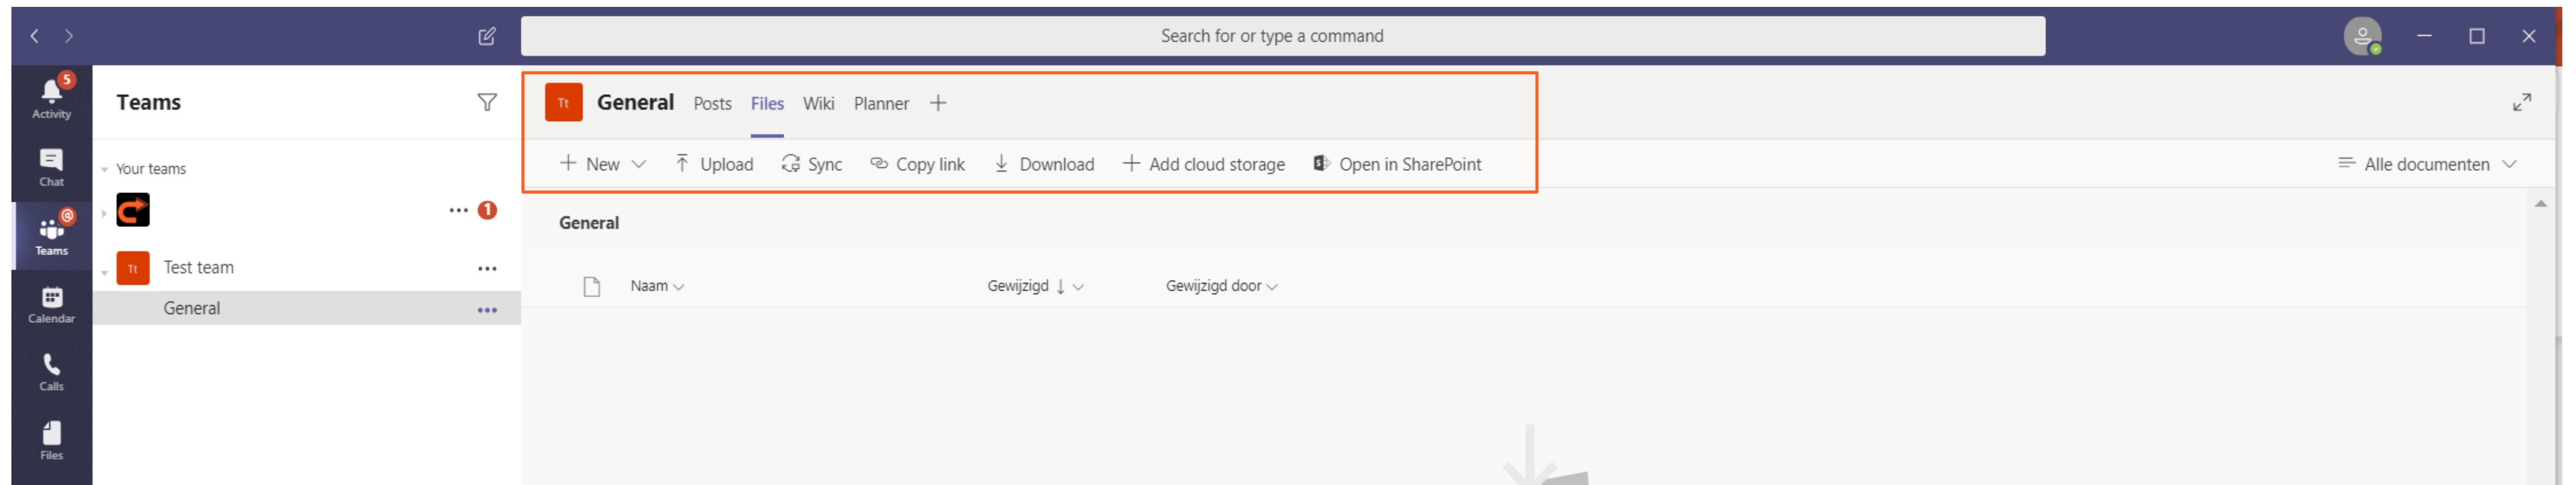 Search for or type a command
5
Activity
Chat
@
Teams
Calendar
Calls
Files
Teams
Your teams
1
Tt Test team
General
Tt General Posts Files Wiki Planner
New Upload Sync Copy link Download Add cloud storage Open in SharePoint
Alle documenten
General
Naam Gewijzigd Gewijzigd door